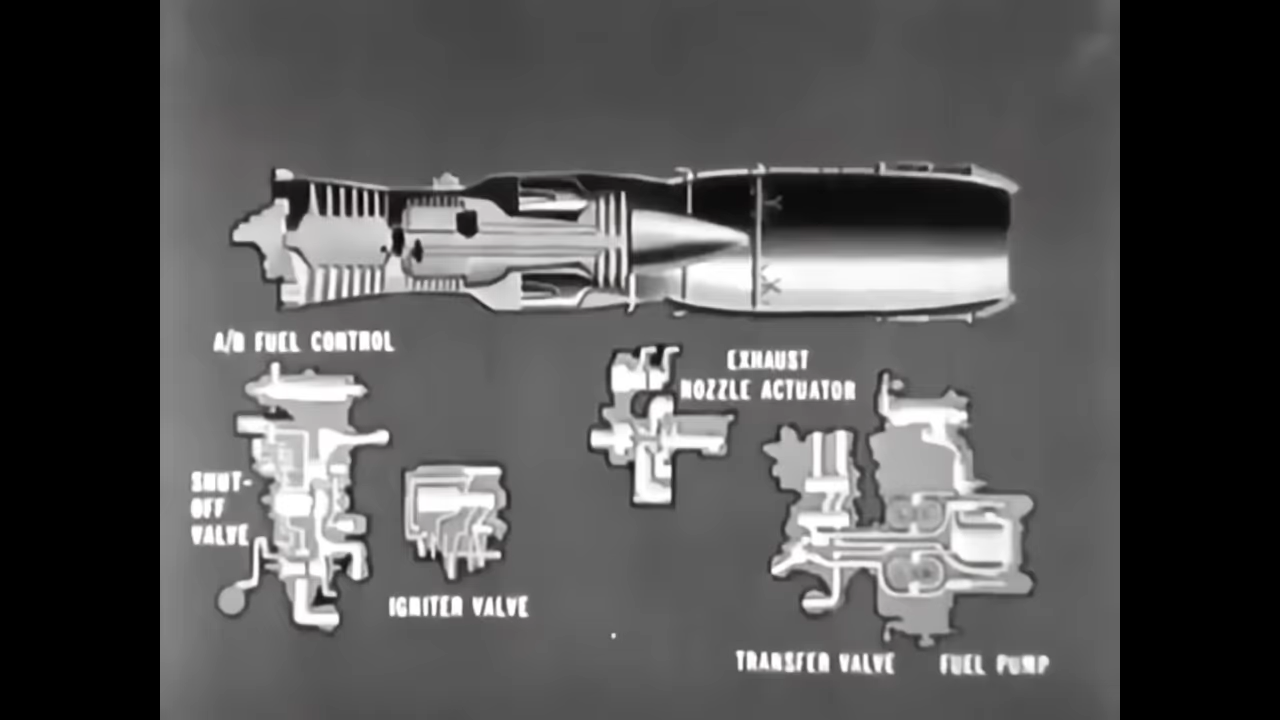 A/B FUEL CONTROL
EXHAUST
NOZZLE ACTUATOR
SHUT-
OFF
VALVE
IGNITER VALVE
TRANSFER VALVE
FUEL PUMP